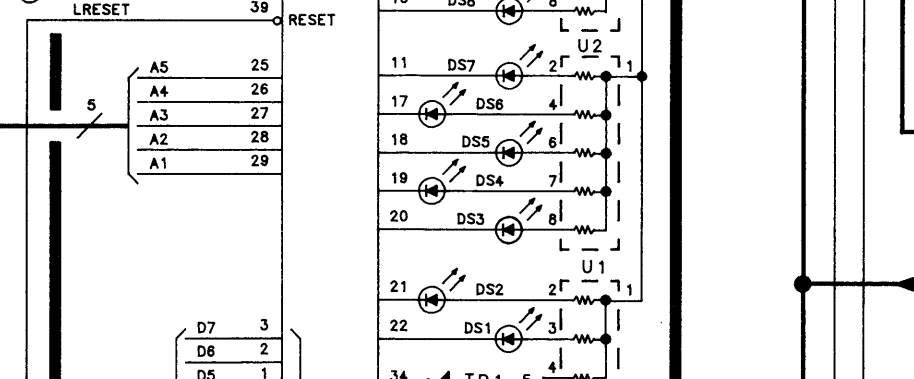 LRESET 39 RESET DS8 8
U2
A5 25 11 DS7 2 1
A4 26
5 A3 27 17 DS6 4
A2 28 18 DS5 6
A1 29 19 DS4 7
20 DS3 8
U1
21 DS2 2 1
D7 3 22 DS1 3
D6 2
D5 1 34 4